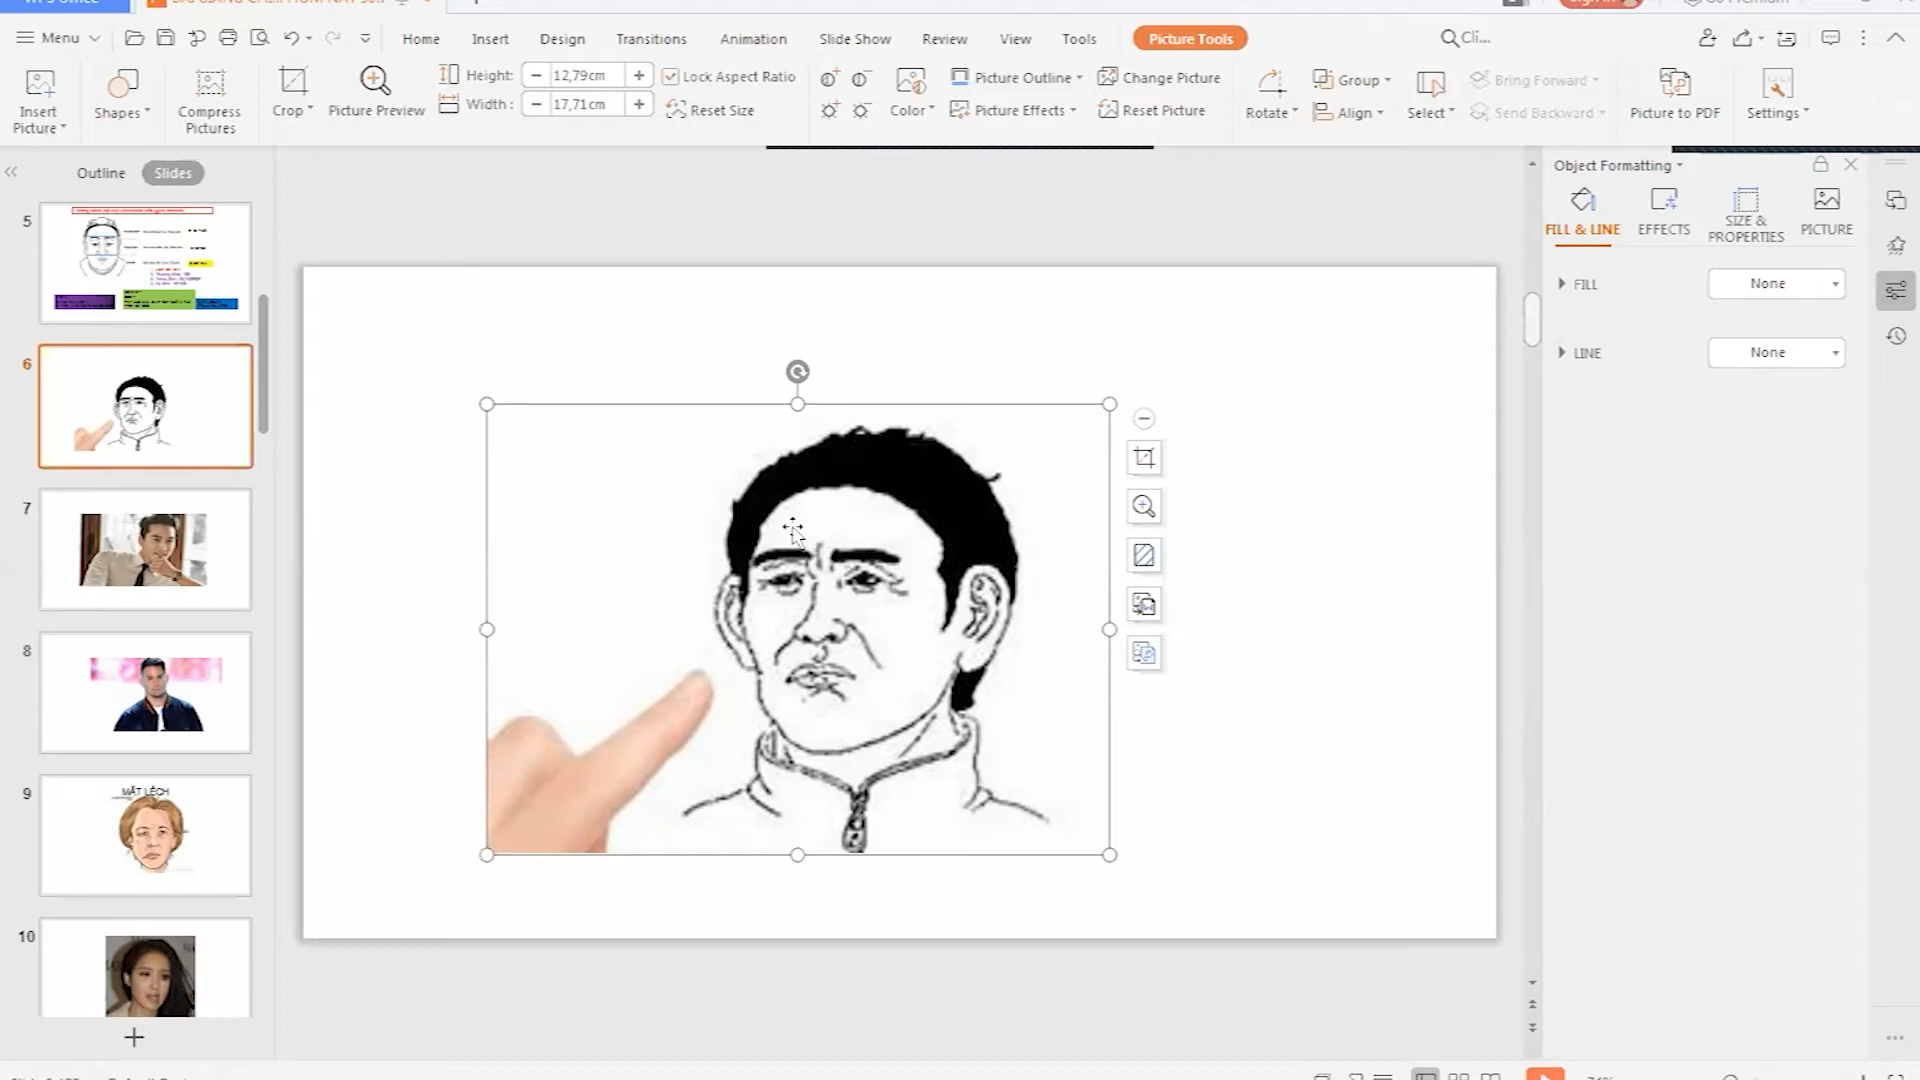 Menu
Home Insert Design Transitions Animation Slide Show Review View Tools Picture Tools Cli...
Insert Picture
Shapes
Compress Pictures
Crop
Picture Preview
Height: 12,79cm
Width : 17,71cm
Lock Aspect Ratio
Reset Size
Color
Picture Outline
Picture Effects
Change Picture
Reset Picture
Rotate
Group
Align
Select
Bring Forward
Send Backward
Picture to PDF
Settings
Outline Slides
Object Formatting
FILL & LINE EFFECTS SIZE & PROPERTIES PICTURE
FILL None
LINE None
5
6
7
8
9
MẶT LỆCH
10